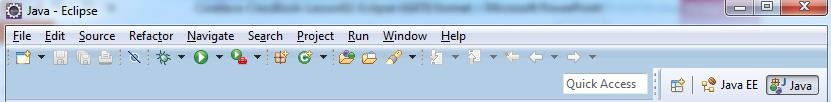 Java - Eclipse
File Edit Source Refactor Navigate Search Project Run Window Help
Quick Access Java EE Java